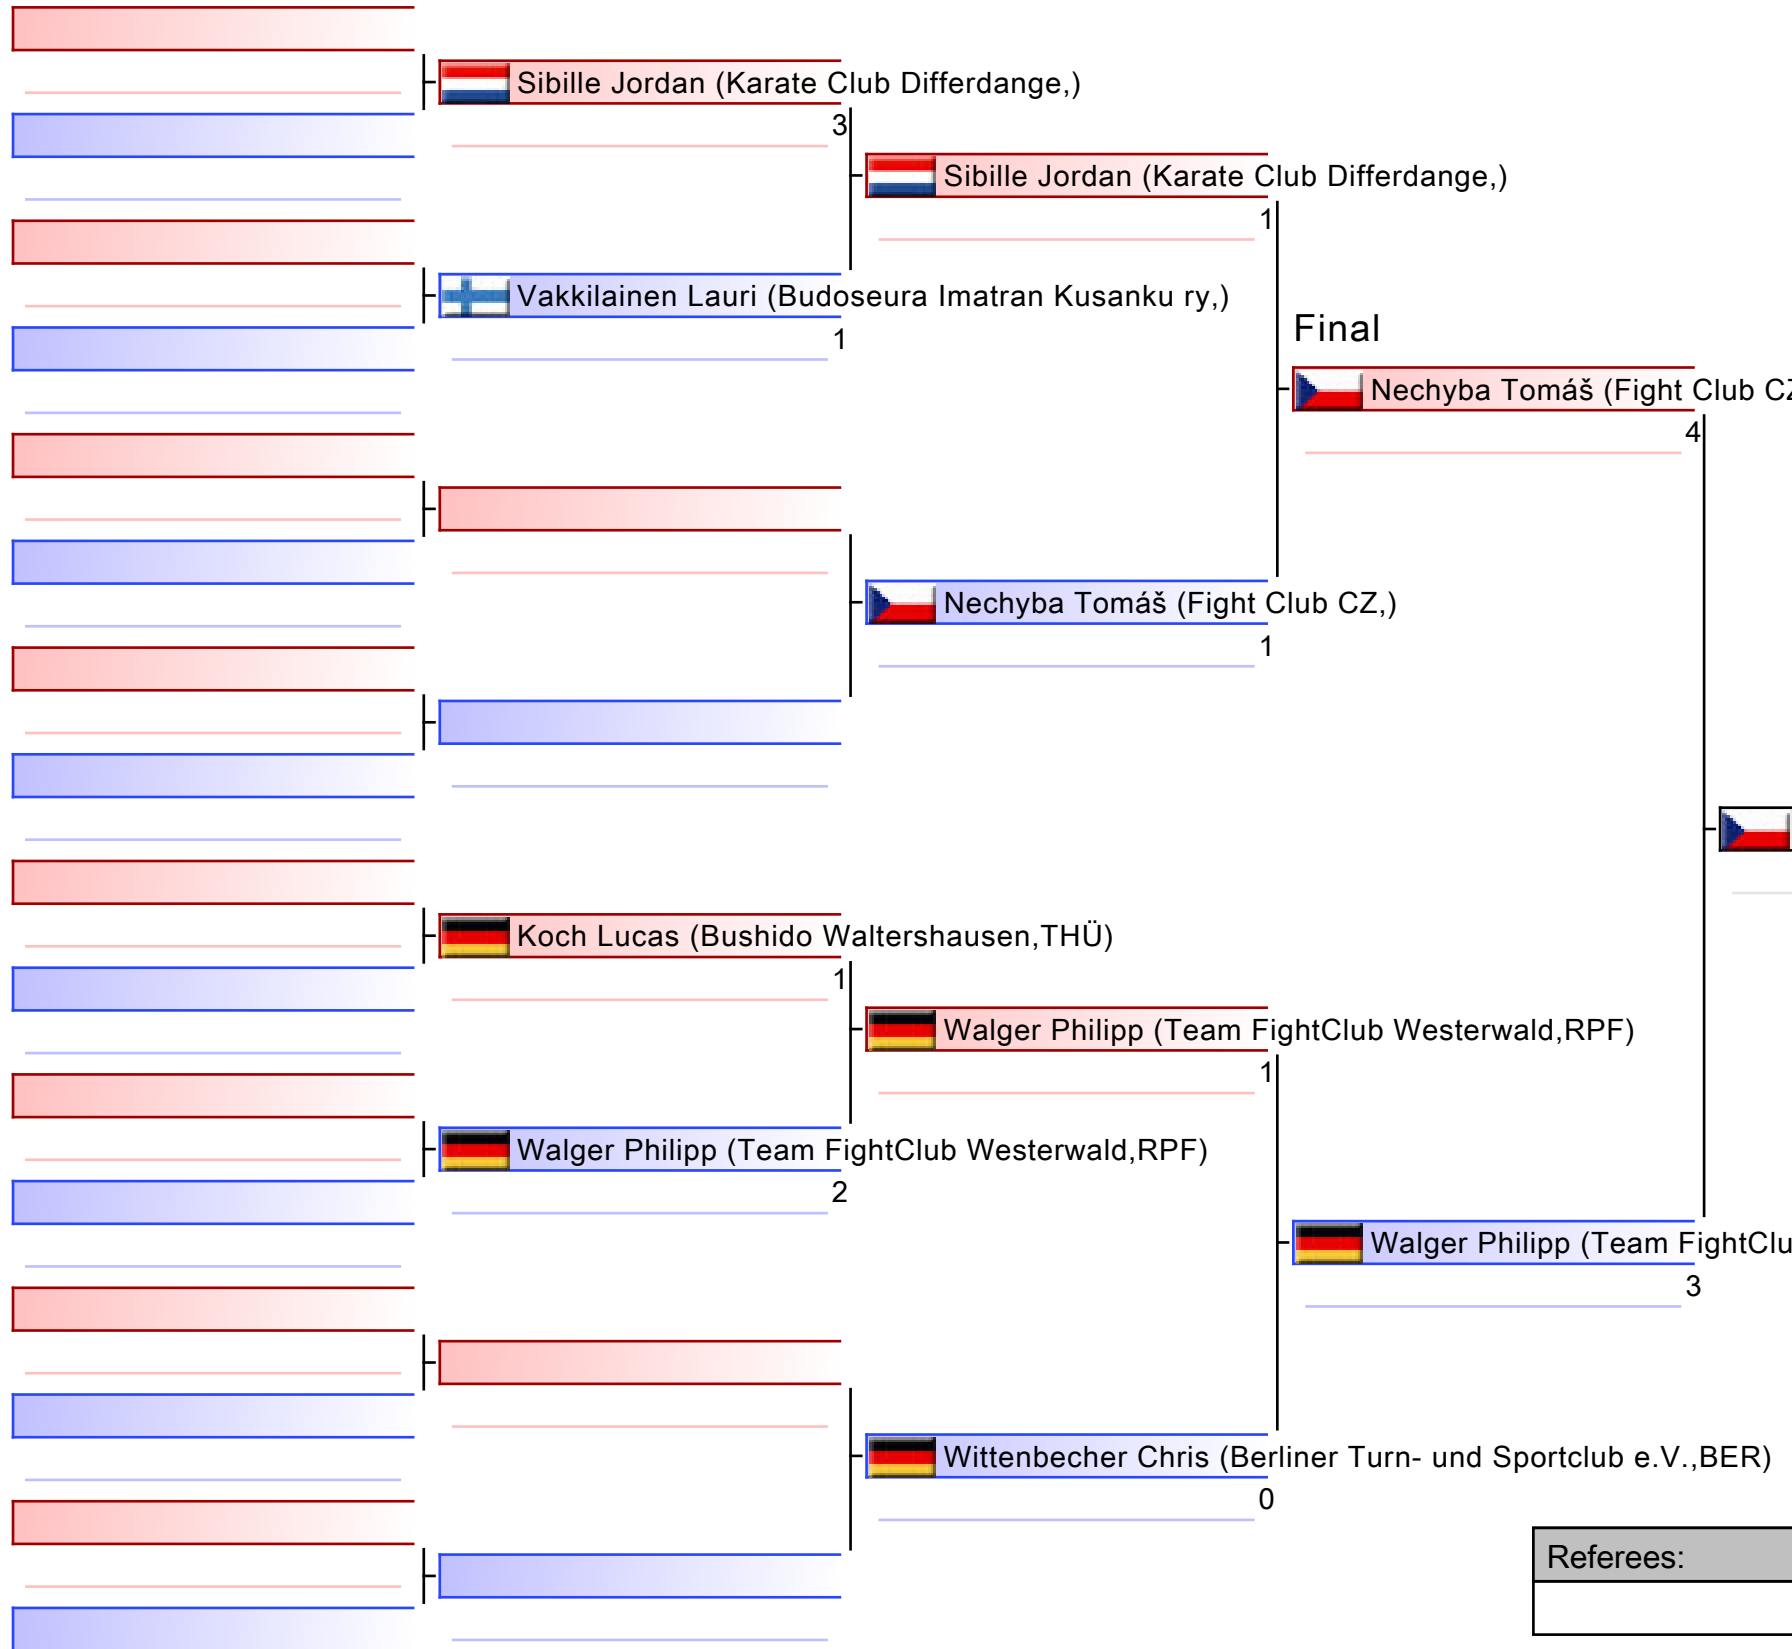 Sibille Jordan (Karate Club Differdange,)
3
Sibille Jordan (Karate Club Differdange,)
1
Vakkilainen Lauri (Budoseura Imatran Kusanku ry,)
1
Final
Nechyba Tomáš (Fight Club CZ
4
Nechyba Tomáš (Fight Club CZ,)
1
Koch Lucas (Bushido Waltershausen,THÜ)
1
Walger Philipp (Team FightClub Westerwald,RPF)
1
Walger Philipp (Team FightClub Westerwald,RPF)
2
Walger Philipp (Team FightClu
3
Wittenbecher Chris (Berliner Turn- und Sportclub e.V.,BER)
0
Referees: